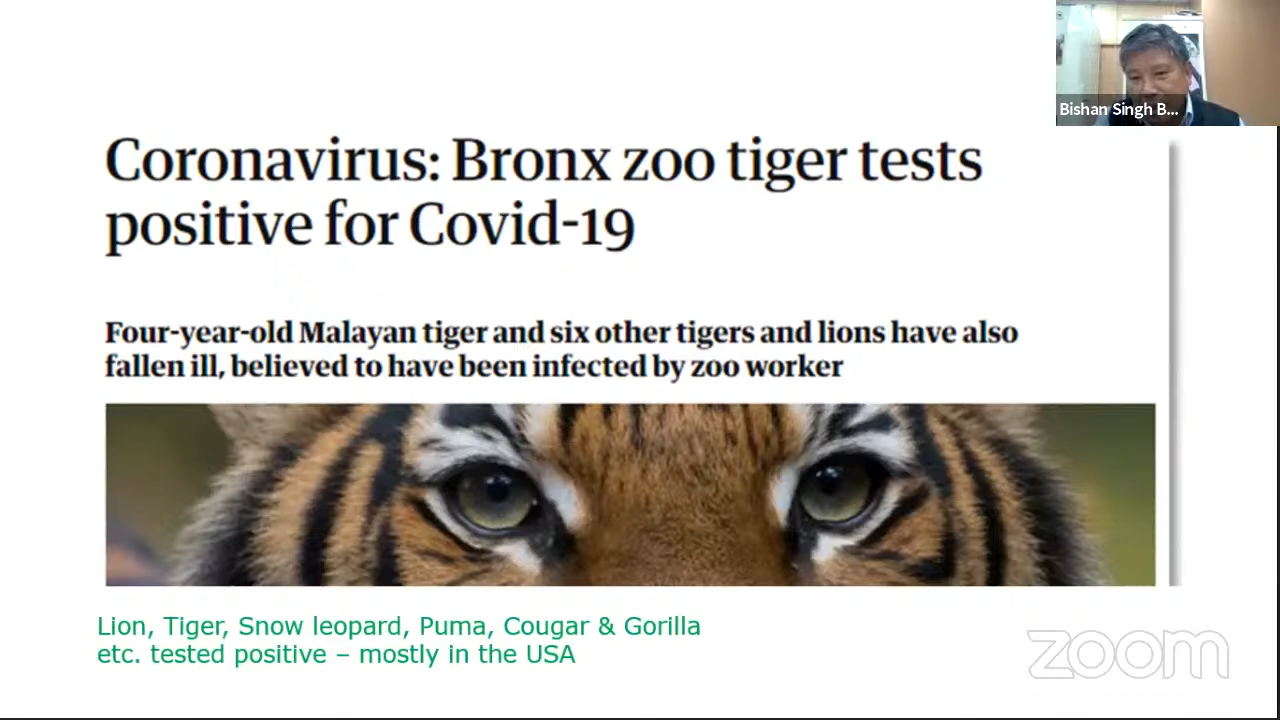 Bishan Singh B...
Coronavirus: Bronx zoo tiger tests
positive for Covid-19
Four-year-old Malayan tiger and six other tigers and lions have also
fallen ill, believed to have been infected by zoo worker
Lion, Tiger, Snow leopard, Puma, Cougar & Gorilla
etc. tested positive – mostly in the USA
zoom